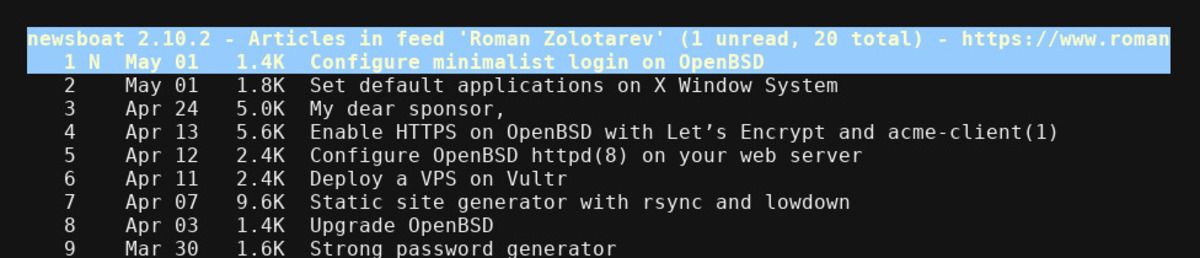 newsboat 2.10.2 - Articles in feed 'Roman Zolotarev' (1 unread, 20 total) - https://www.roman
1 N May 01 1.4K Configure minimalist login on OpenBSD
2 May 01 1.8K Set default applications on X Window System
3 Apr 24 5.0K My dear sponsor,
4 Apr 13 5.6K Enable HTTPS on OpenBSD with Let’s Encrypt and acme-client(1)
5 Apr 12 2.4K Configure OpenBSD httpd(8) on your web server
6 Apr 11 2.4K Deploy a VPS on Vultr
7 Apr 07 9.6K Static site generator with rsync and lowdown
8 Apr 03 1.4K Upgrade OpenBSD
9 Mar 30 1.6K Strong password generator